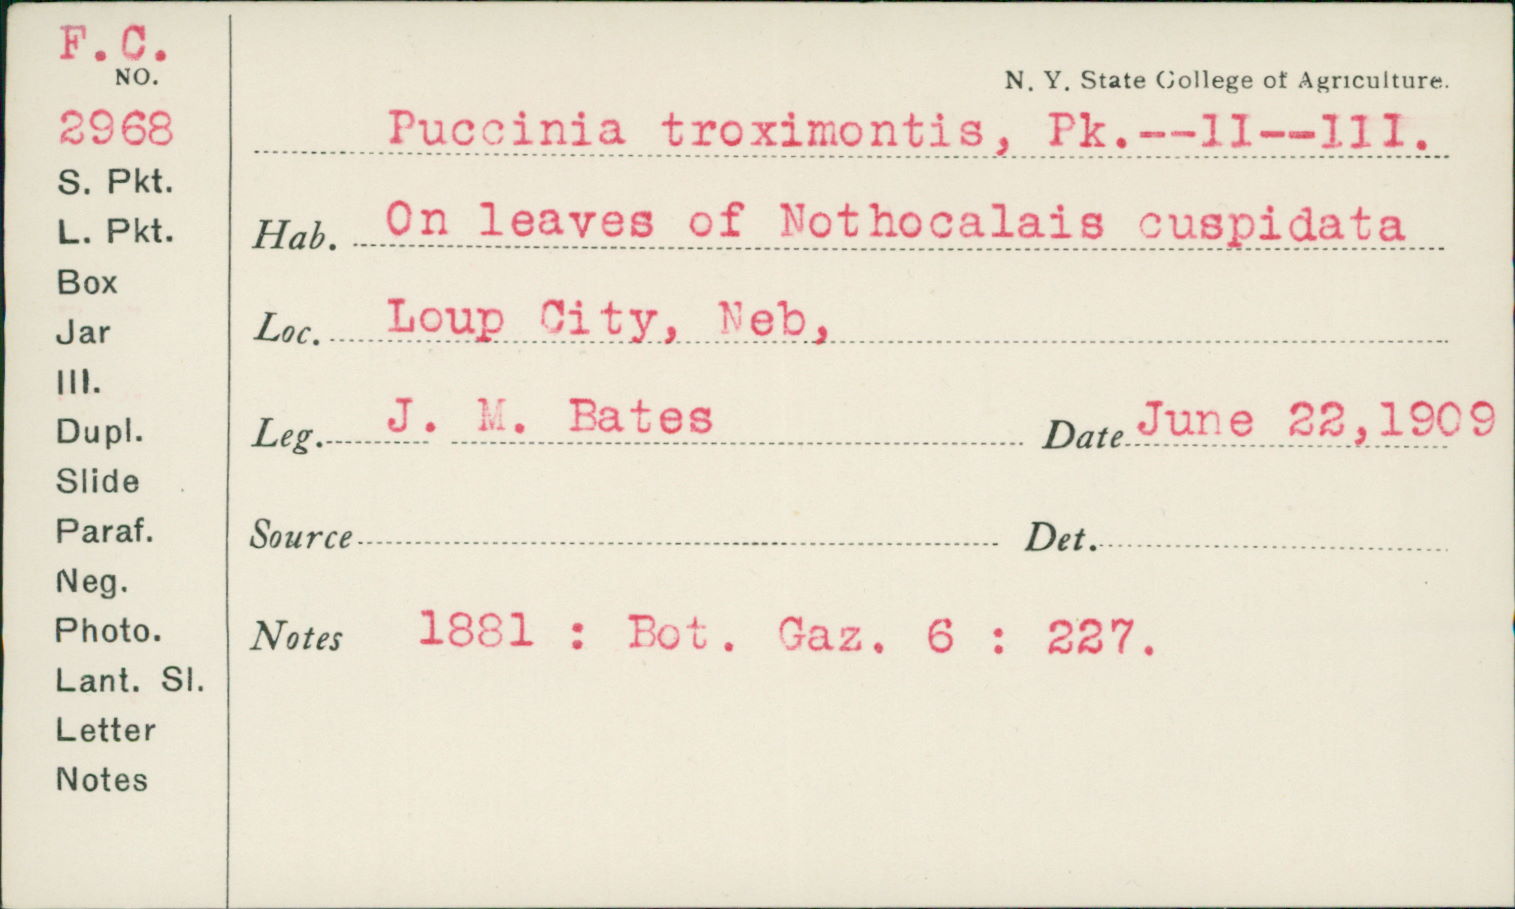 F.C.
NO.
2968
S. Pkt.
L. Pkt.
Box
Jar
Ill.
Dupl.
Slide
Paraf.
Neg.
Photo.
Lant. Sl.
Letter
Notes
N. Y. State College of Agriculture.
Puccinia troximontis, Pk.--II--III.
Hab. On leaves of Nothocalais cuspidata
Loc. Loup City, Neb,
Leg. J. M. Bates Date June 22,1909
Source Det.
Notes 1881 : Bot. Gaz. 6 : 227.